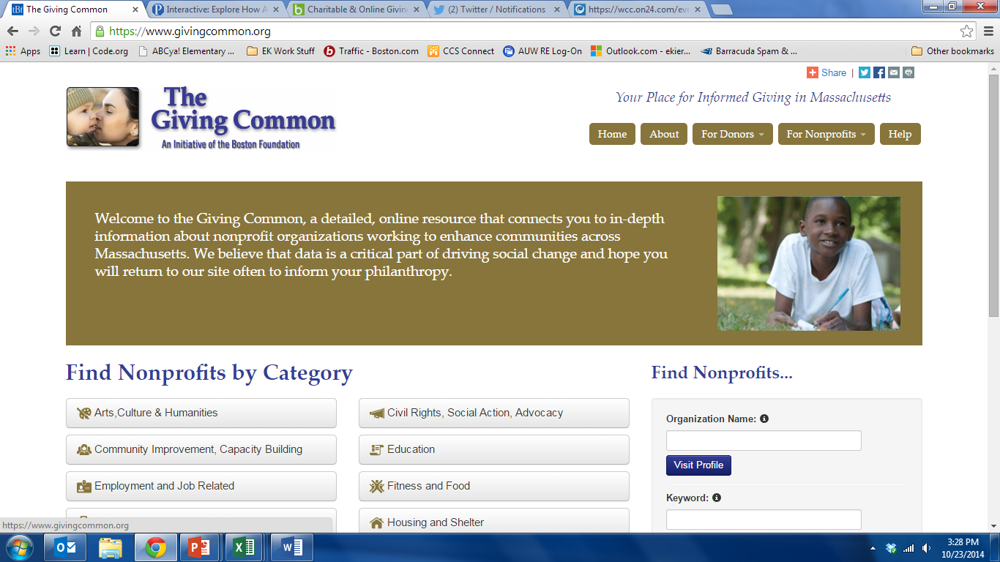 The Giving Common
Interactive: Explore How A
Charitable & Online Givin
(2) Twitter / Notifications
https://wcc.on24.com/eve
https://www.givingcommon.org
Apps
Learn | Code.org
ABCya! Elementary ...
EK Work Stuff
Traffic - Boston.com
CCS Connect
AUW RE Log-On
Outlook.com - ekier...
Barracuda Spam & ...
Other bookmarks
Share |
The
Giving Common
An Initiative of the Boston Foundation
Your Place for Informed Giving in Massachusetts
Home
About
For Donors
For Nonprofits
Help
Welcome to the Giving Common, a detailed, online resource that connects you to in-depth
information about nonprofit organizations working to enhance communities across
Massachusetts. We believe that data is a critical part of driving social change and hope you
will return to our site often to inform your philanthropy.
Find Nonprofits by Category
Arts,Culture & Humanities
Civil Rights, Social Action, Advocacy
Community Improvement, Capacity Building
Education
Employment and Job Related
Fitness and Food
Housing and Shelter
Find Nonprofits...
Organization Name:
Visit Profile
Keyword:
https://www.givingcommon.org
3:28 PM
10/23/2014